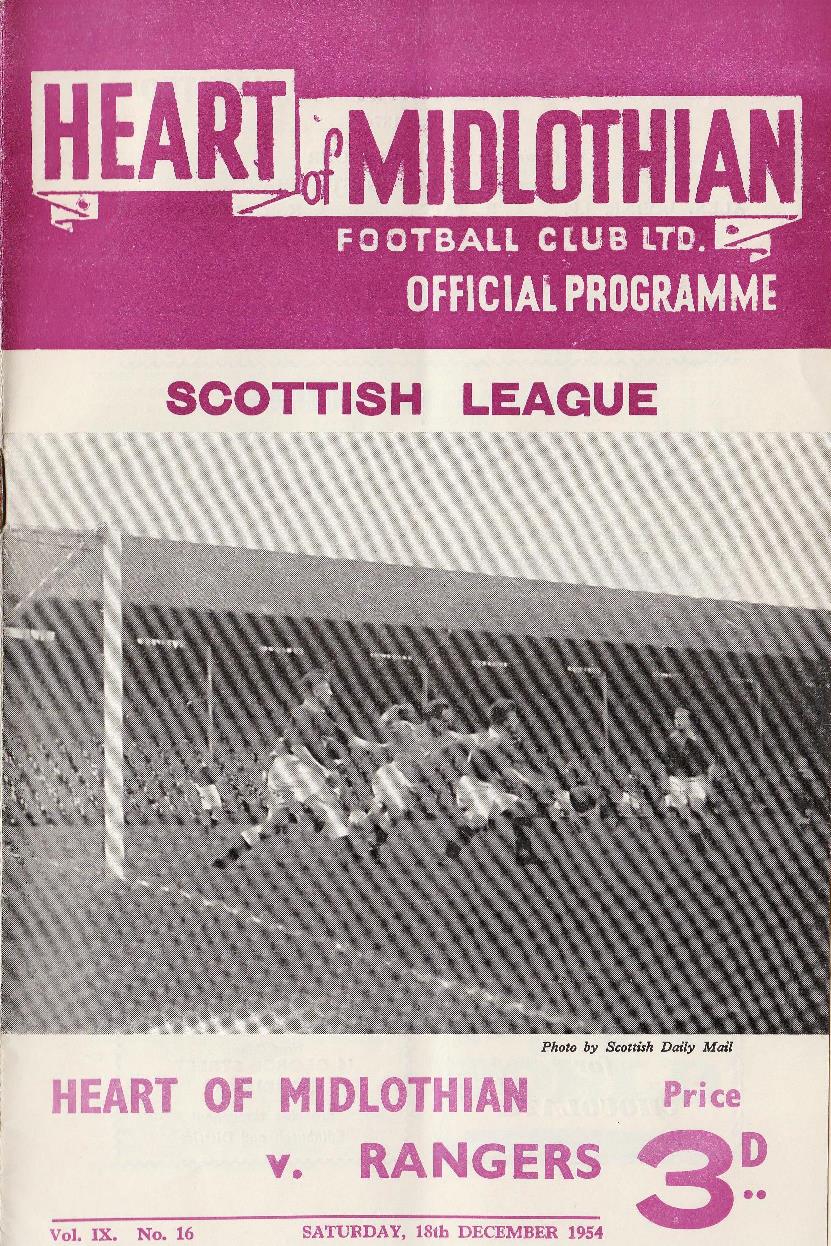 HEART of MIDLOTHIAN
FOOTBALL CLUB LTD.
OFFICIAL PROGRAMME
SCOTTISH LEAGUE
Photo by Scottish Daily Mail
HEART OF MIDLOTHIAN
v. RANGERS
Price
3D
Vol. IX. No. 16 SATURDAY, 18th DECEMBER 1954